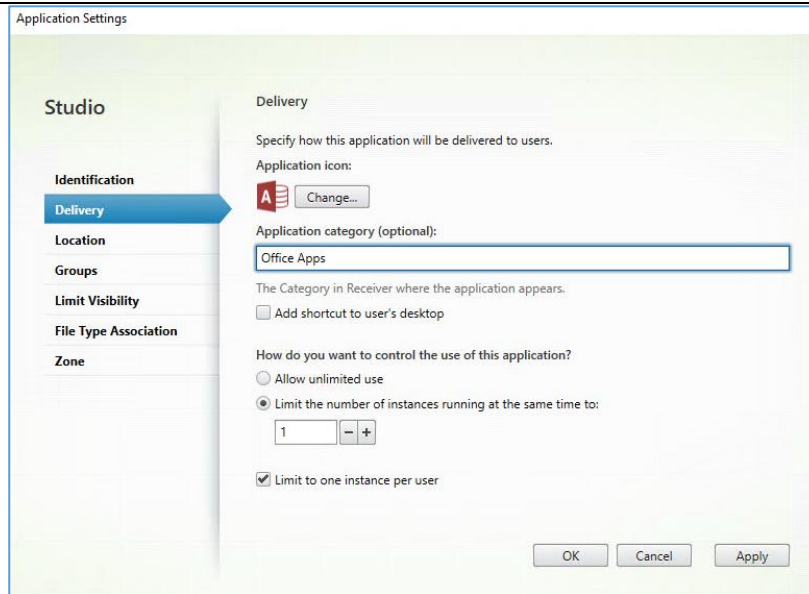 Application Settings
Studio
Identification
Delivery
Location
Groups
Limit Visibility
File Type Association
Zone
Delivery
Specify how this application will be delivered to users.
Application icon:
A
Change...
Application category (optional):
Office Apps
The Category in Receiver where the application appears.
Add shortcut to user's desktop
How do you want to control the use of this application?
Allow unlimited use
Limit the number of instances running at the same time to:
1 − +
Limit to one instance per user
OK Cancel Apply